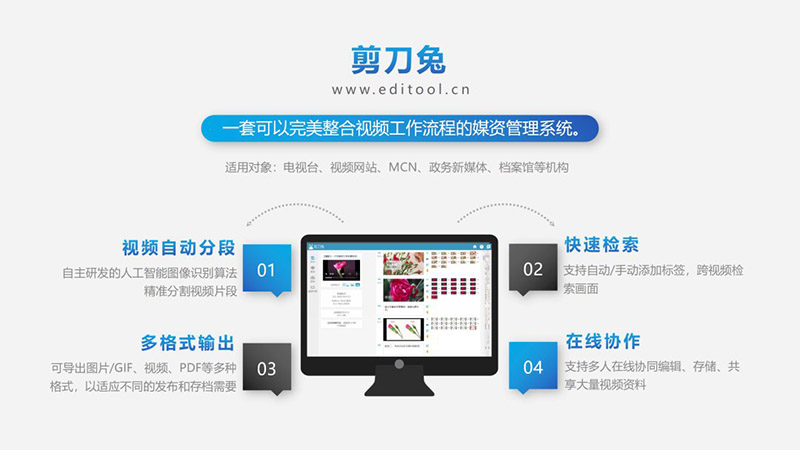 剪刀兔
www.editool.cn
一套可以完美整合视频工作流程的媒资管理系统。
适用对象：电视台、视频网站、MCN、政务新媒体、档案馆等机构
视频自动分段
自主研发的人工智能图像识别算法
精准分割视频片段
01
02
快速检索
支持自动/手动添加标签，跨视频检
索画面
多格式输出
可导出图片/GIF、视频、PDF等多种
格式，以适应不同的发布和存档需要
03
04
在线协作
支持多人在线协同编辑、存储、共
享大量视频资料
剪刀兔